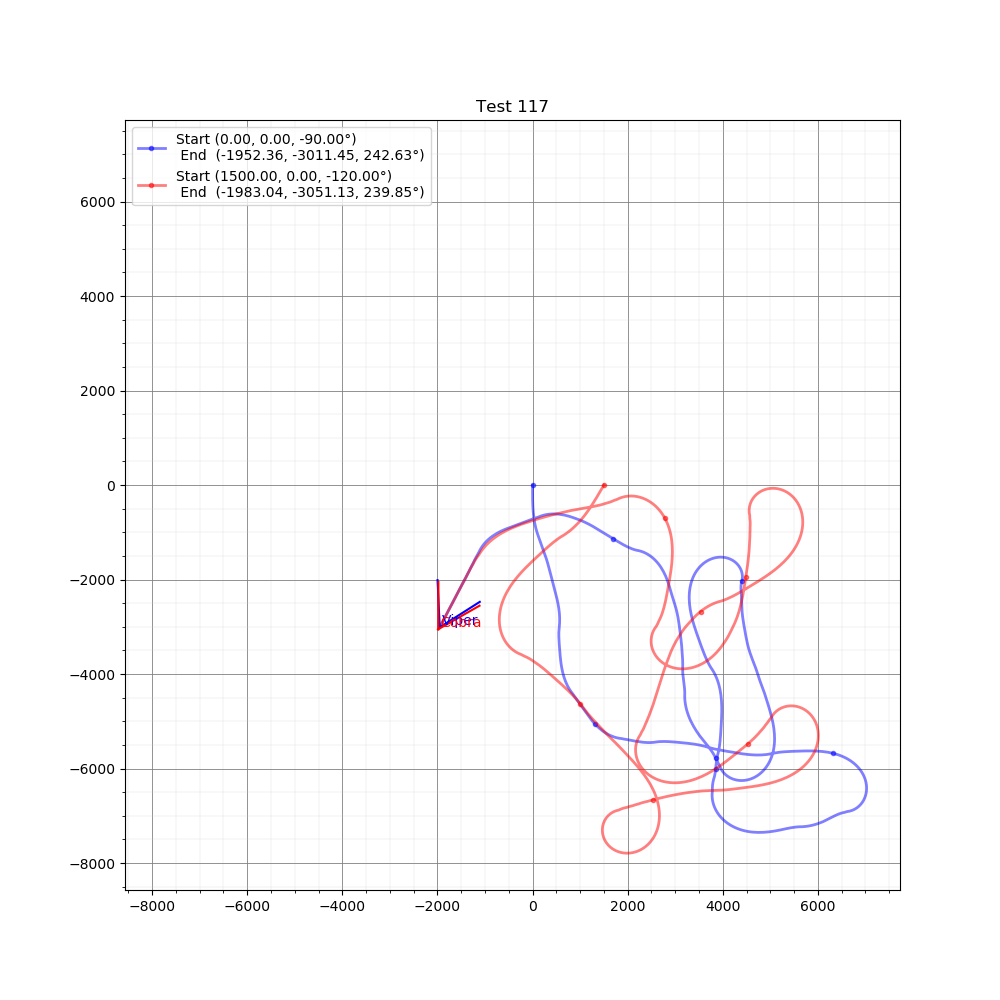 Test 117
Start (0.00, 0.00, -90.00°)
End (-1952.36, -3011.45, 242.63°)
Start (1500.00, 0.00, -120.00°)
End (-1983.04, -3051.13, 239.85°)
6000
4000
2000
0
−2000
−4000
−6000
−8000
−8000 −6000 −4000 −2000 0 2000 4000 6000